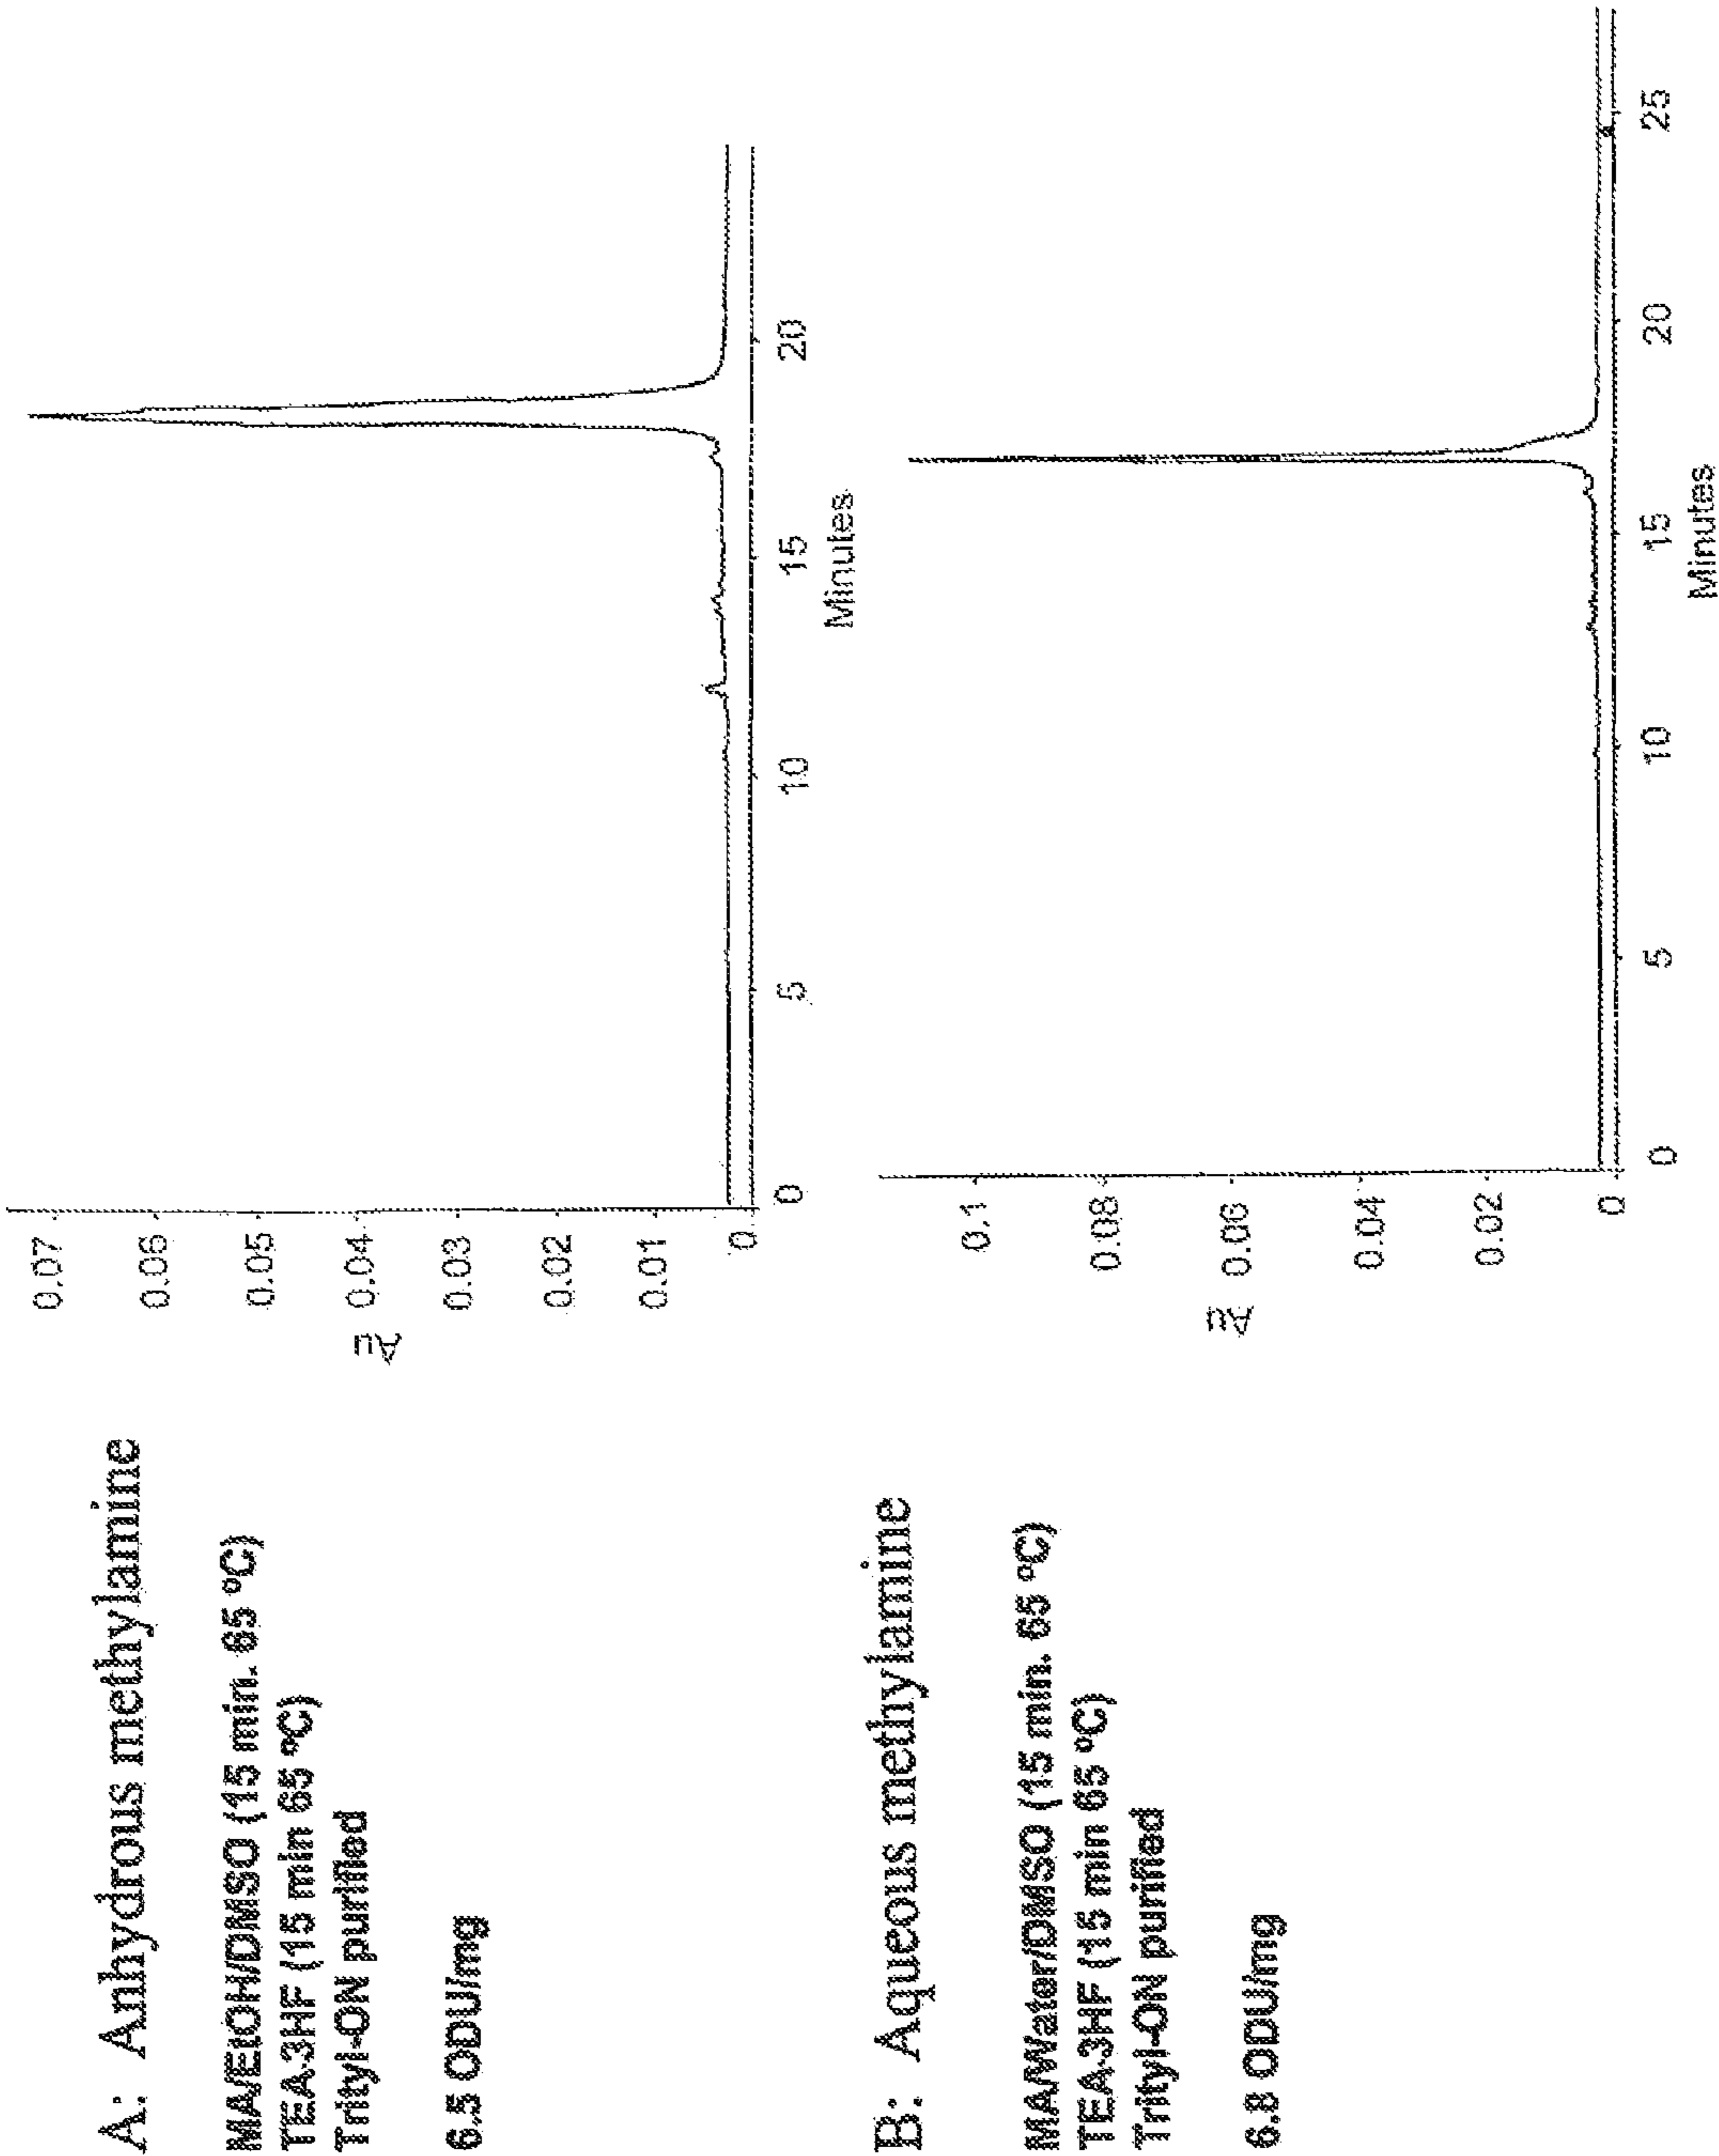 A: Anhydrous methylamine
MA/EtOH/DMSO (15 min. 65 ºC)
TEA.3HF (15 min 65 ºC)
Trityl-ON purified
6.5 ODU/mg
0.07
0.06
0.05
0.04
0.03
0.02
0.01
0
Au
0
5
10
15
20
Minutes
B: Aqueous methylamine
MA/Water/DMSO (15 min. 65 ºC)
TEA.3HF (15 min 65 ºC)
Trityl-ON purified
6.8 ODU/mg
0.1
0.08
0.06
0.04
0.02
0
Au
0
5
10
15
20
25
Minutes